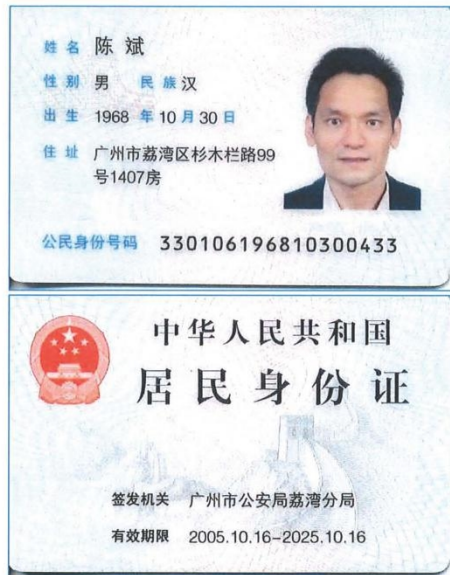 姓名 陈斌
性别 男 民族 汉
出生 1968 年 10 月 30 日
住址 广州市荔湾区杉木栏路99
号1407房
公民身份号码 330106196810300433
中华人民共和国
居民身份证
签发机关 广州市公安局荔湾分局
有效期限 2005.10.16-2025.10.16